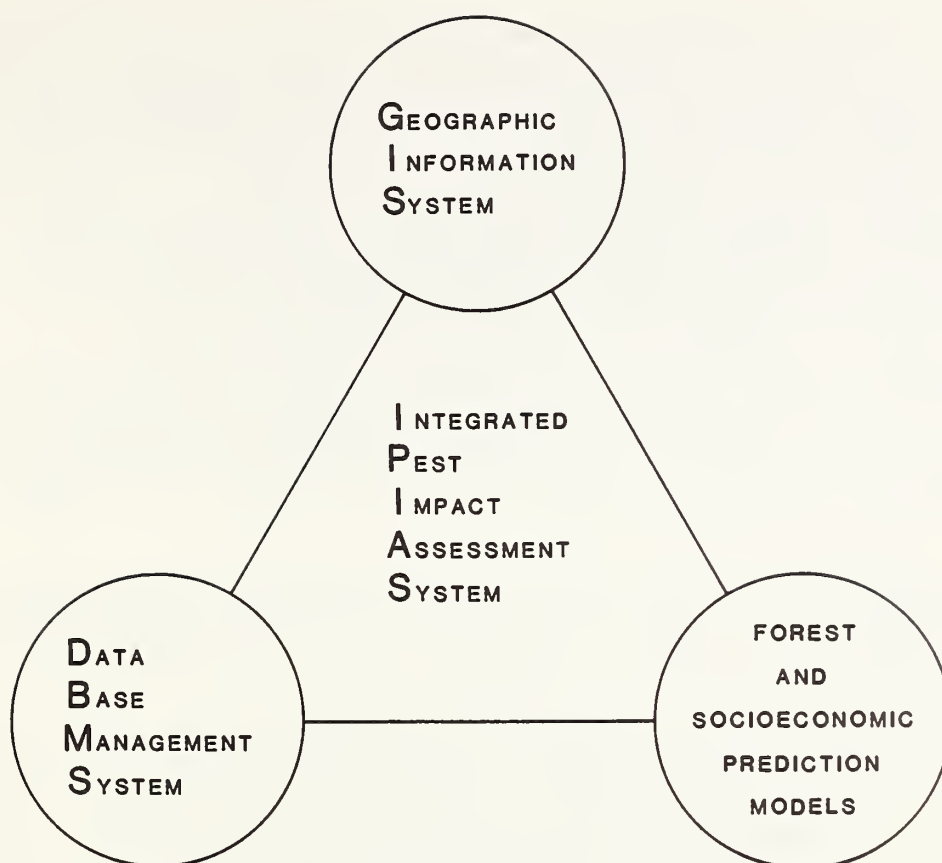 GEOGRAPHIC
INFORMATION
SYSTEM
INTEGRATED
PEST
IMPACT
ASSESSMENT
SYSTEM
DATA
BASE
MANAGEMENT
SYSTEM
FOREST
AND
SOCIOECONOMIC
PREDICTION
MODELS